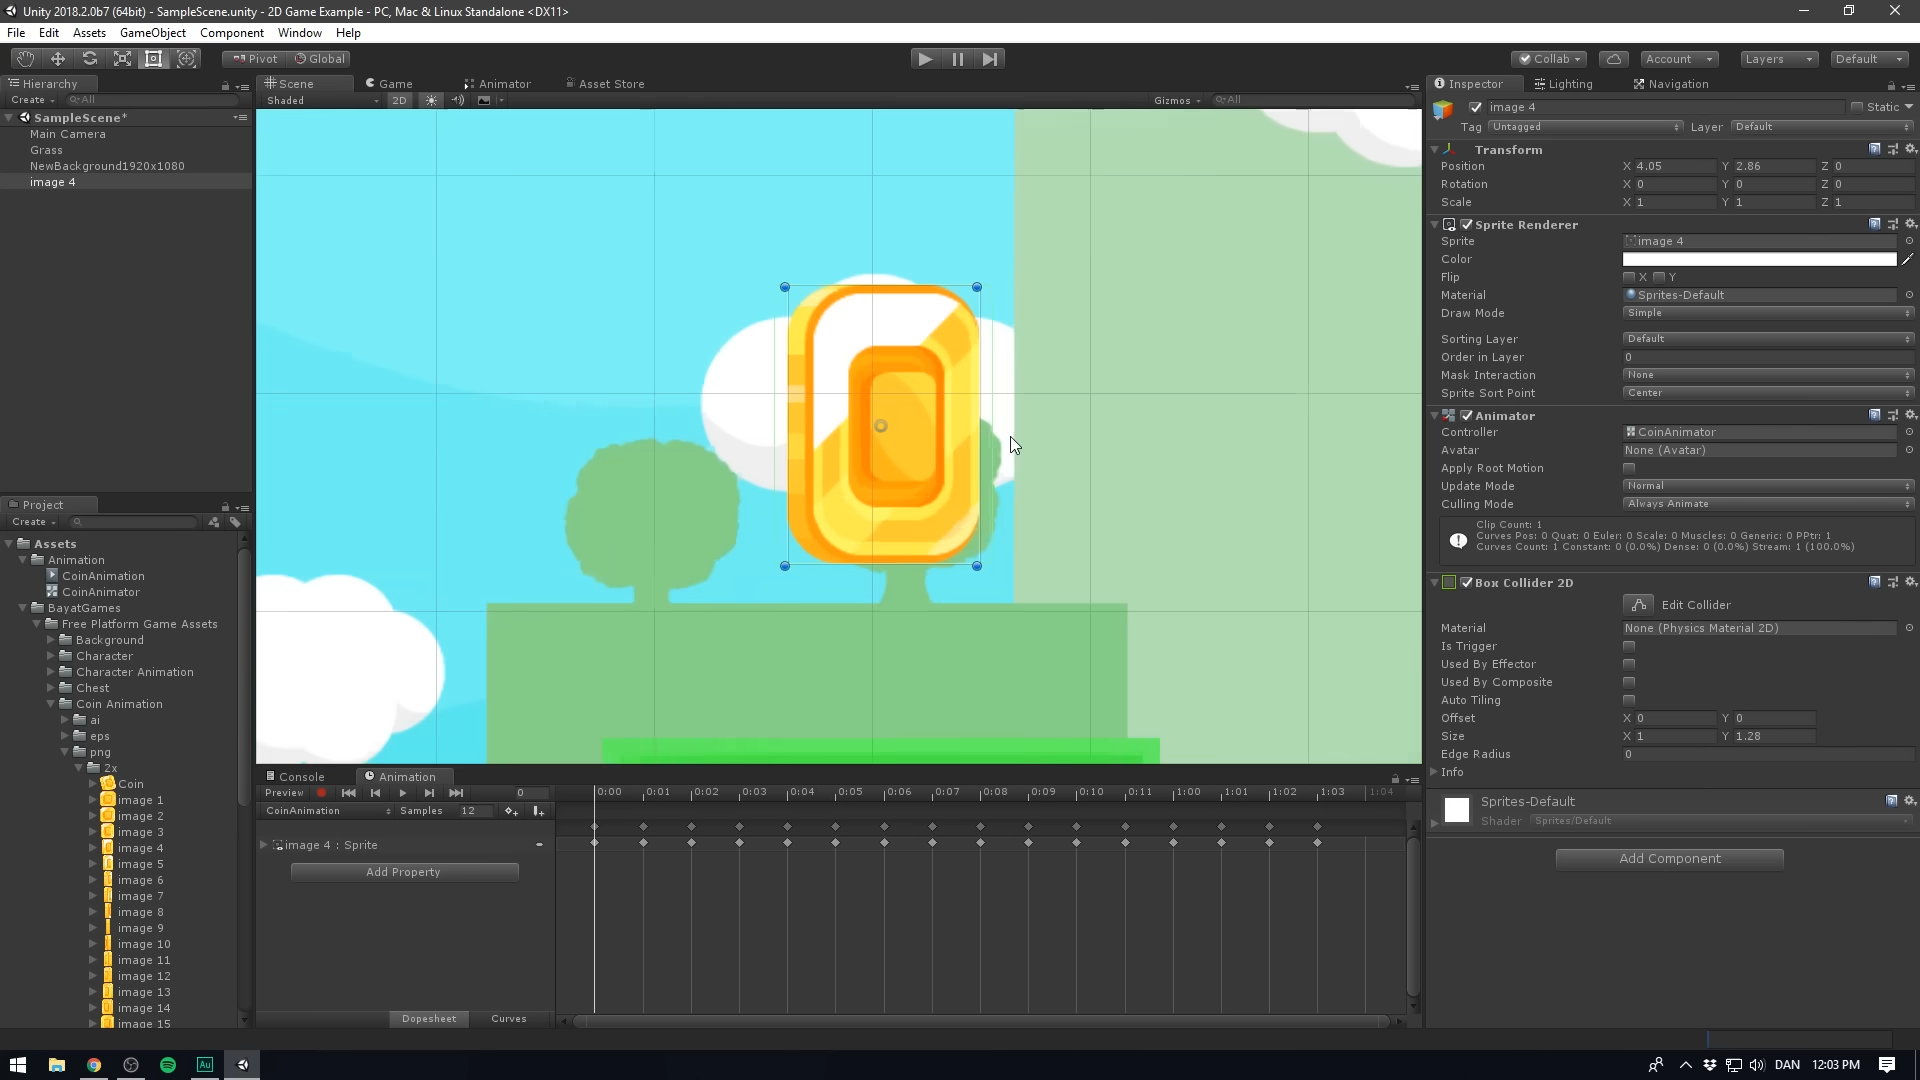 Unity 2018.2.0b7 (64bit) - SampleScene.unity - 2D Game Example - PC, Mac & Linux Standalone <DX11>
File Edit Assets GameObject Component Window Help
Pivot Global Collab Account Layers Default
Hierarchy
Create All
SampleScene*
Main Camera
Grass
NewBackground1920x1080
image 4
Project
Create
Assets
Animation
CoinAnimation
CoinAnimator
BayatGames
Free Platform Game Assets
Background
Character
Character Animation
Chest
Coin Animation
ai
eps
png
2x
Coin
image 1
image 2
image 3
image 4
image 5
image 6
image 7
image 8
image 9
image 10
image 11
image 12
image 13
image 14
image 15
Scene Game Animator Asset Store
Shaded 2D Gizmos All
Console Animation
Preview 0
CoinAnimation Samples 12
0:00 0:01 0:02 0:03 0:04 0:05 0:06 0:07 0:08 0:09 0:10 0:11 1:00 1:01 1:02 1:03 1:04
image 4 : Sprite
Add Property
Dopesheet Curves
Inspector Lighting Navigation
image 4 Static
Tag Untagged Layer Default
Transform
Position X 4.05 Y 2.86 Z 0
Rotation X 0 Y 0 Z 0
Scale X 1 Y 1 Z 1
Sprite Renderer
Sprite image 4
Color
Flip X Y
Material Sprites-Default
Draw Mode Simple
Sorting Layer Default
Order in Layer 0
Mask Interaction None
Sprite Sort Point Center
Animator
Controller CoinAnimator
Avatar None (Avatar)
Apply Root Motion
Update Mode Normal
Culling Mode Always Animate
Clip Count: 1
Curves Pos: 0 Quat: 0 Euler: 0 Scale: 0 Muscles: 0 Generic: 0 PPtr: 1
Curves Count: 1 Constant: 0 (0.0%) Dense: 0 (0.0%) Stream: 1 (100.0%)
Box Collider 2D
Edit Collider
Material None (Physics Material 2D)
Is Trigger
Used By Effector
Used By Composite
Auto Tiling
Offset X 0 Y 0
Size X 1 Y 1.28
Edge Radius 0
Info
Sprites-Default
Shader Sprites/Default
Add Component
Au DAN 12:03 PM